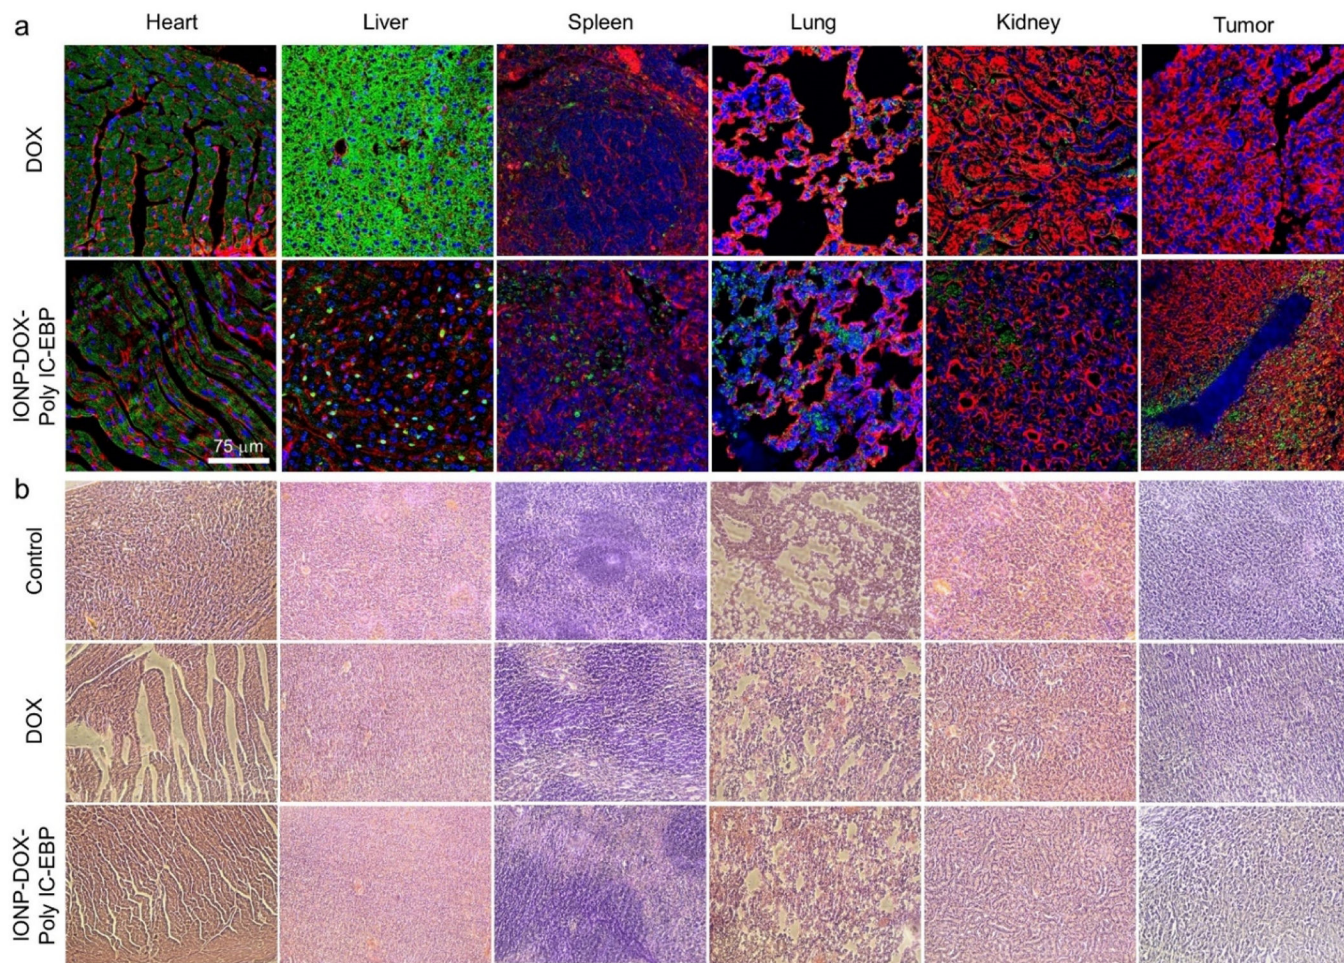 a
Heart Liver Spleen Lung Kidney Tumor
DOX
IONP-DOX-
Poly IC-EBP
75 μm
b
Control
DOX
IONP-DOX-
Poly IC-EBP